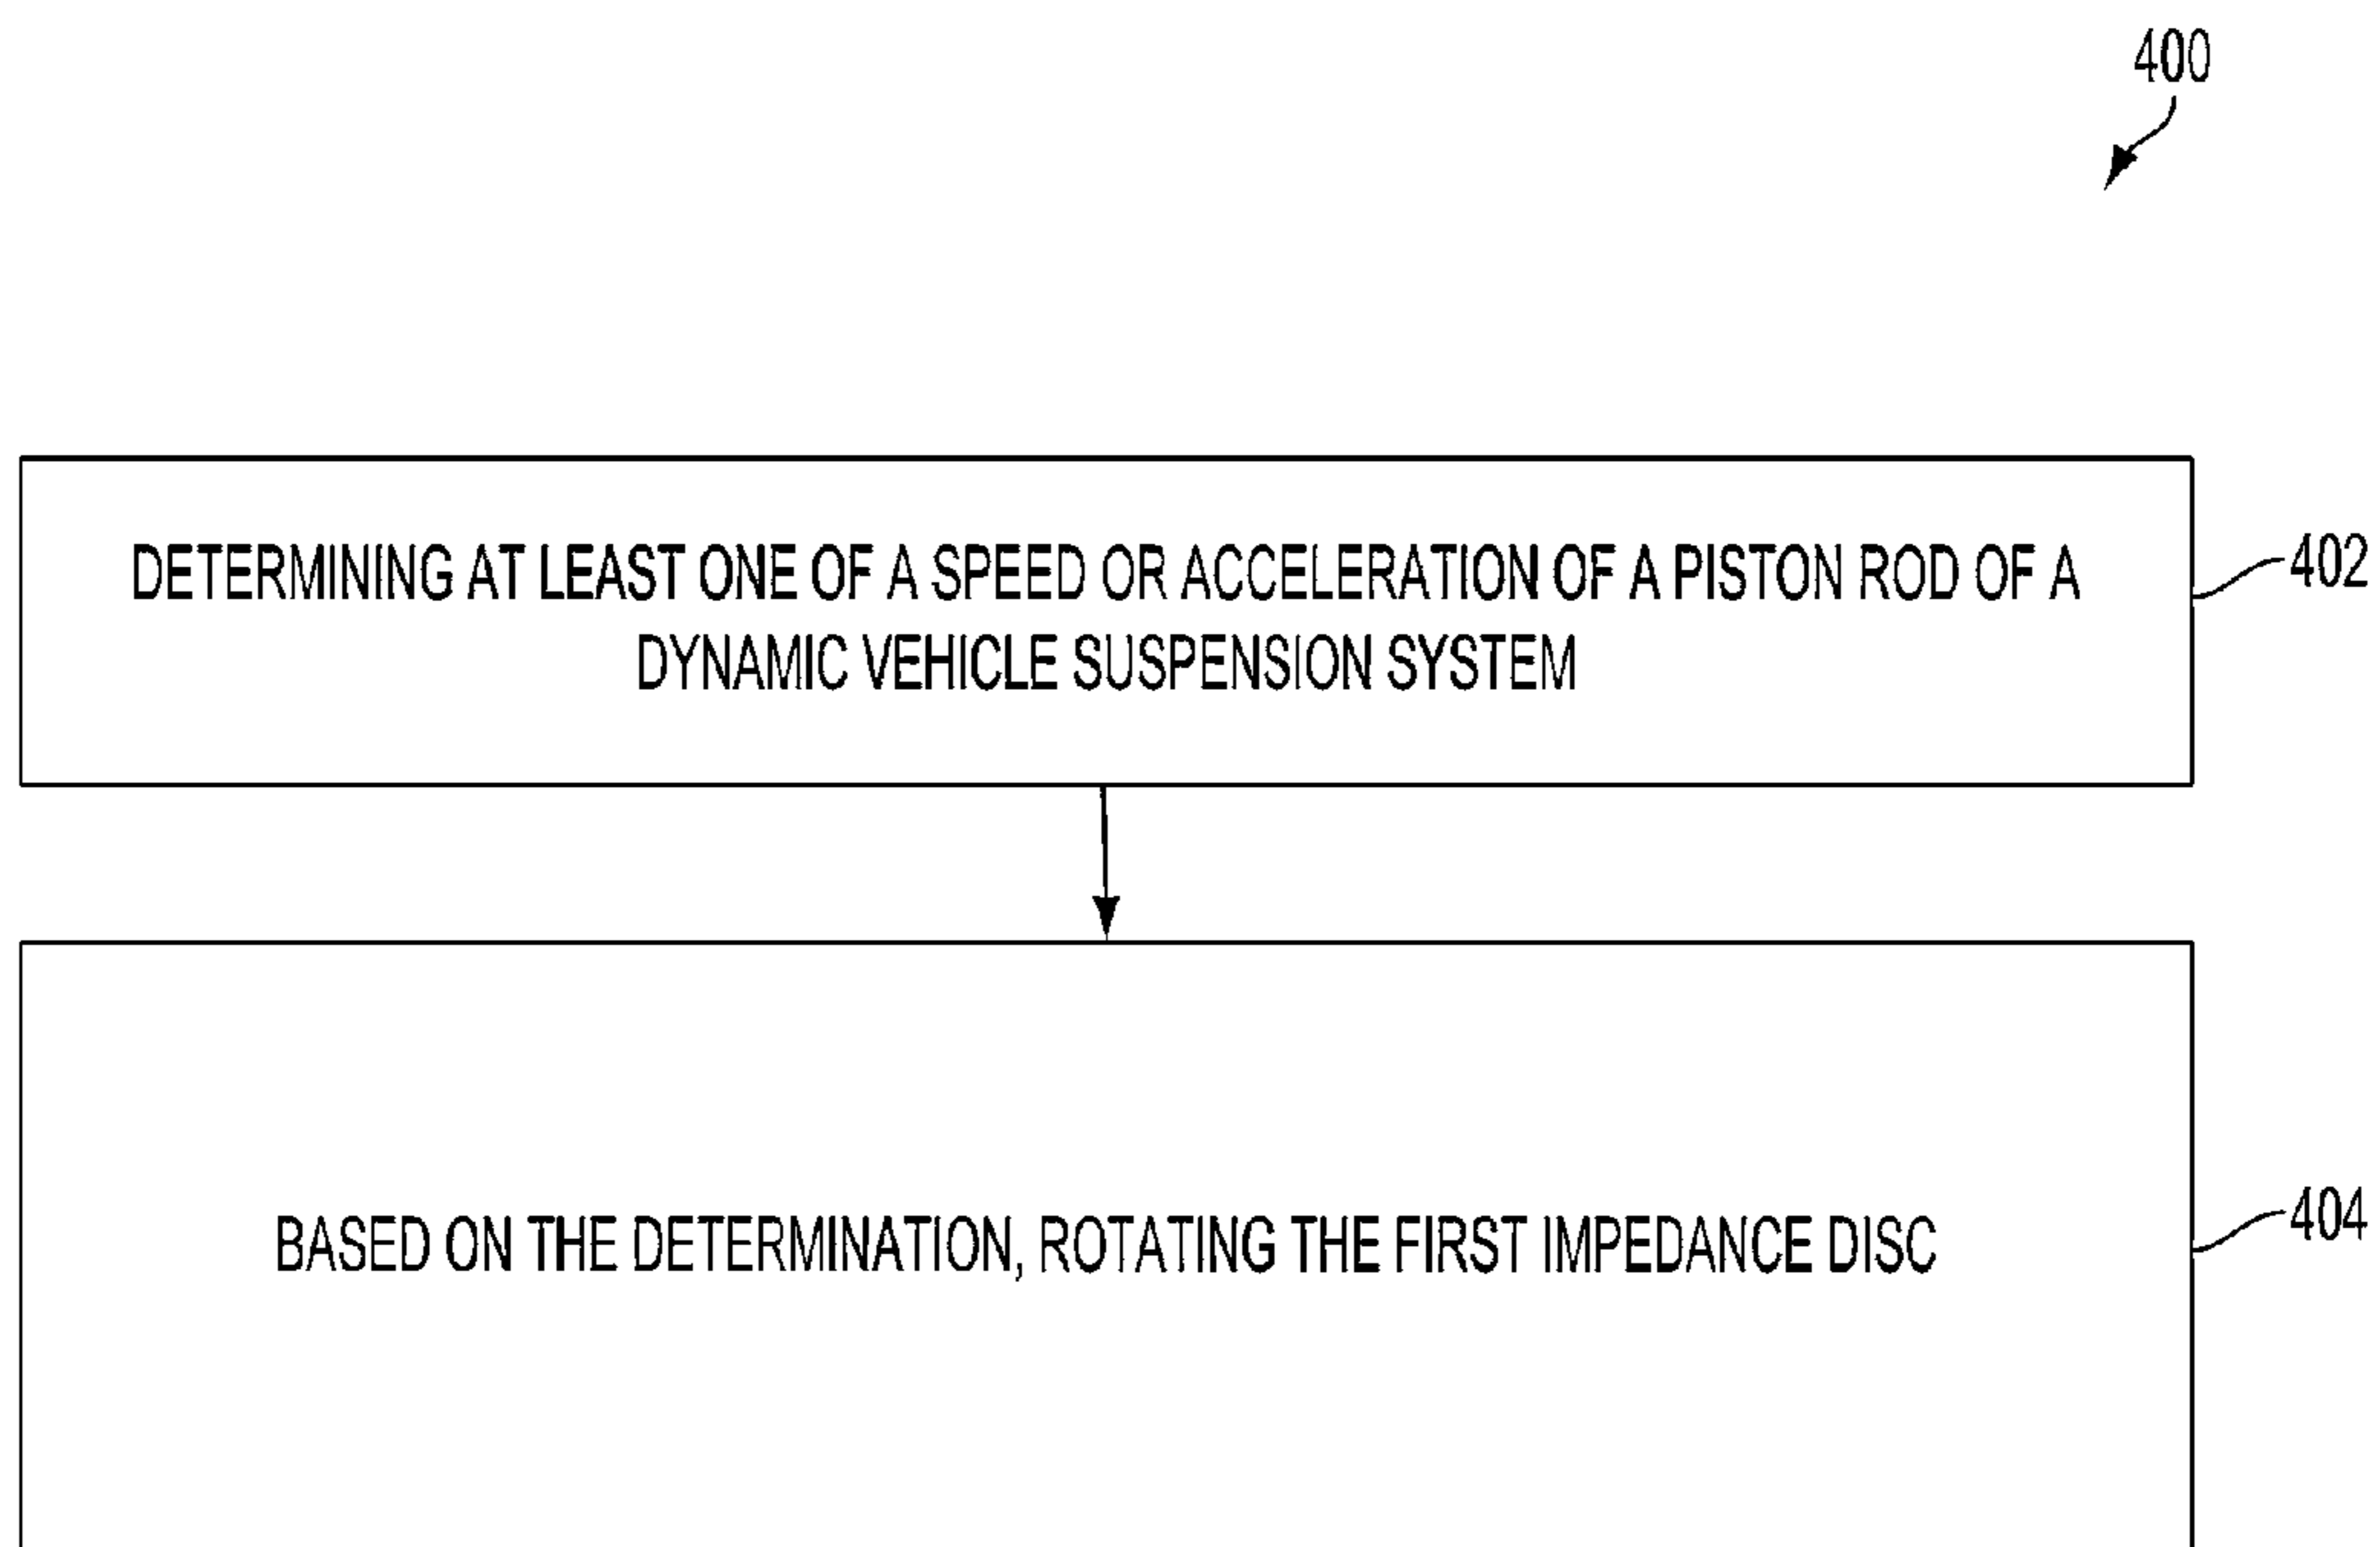 400
DETERMINING AT LEAST ONE OF A SPEED OR ACCELERATION OF A PISTON ROD OF A
DYNAMIC VEHICLE SUSPENSION SYSTEM
402
BASED ON THE DETERMINATION, ROTATING THE FIRST IMPEDANCE DISC
404